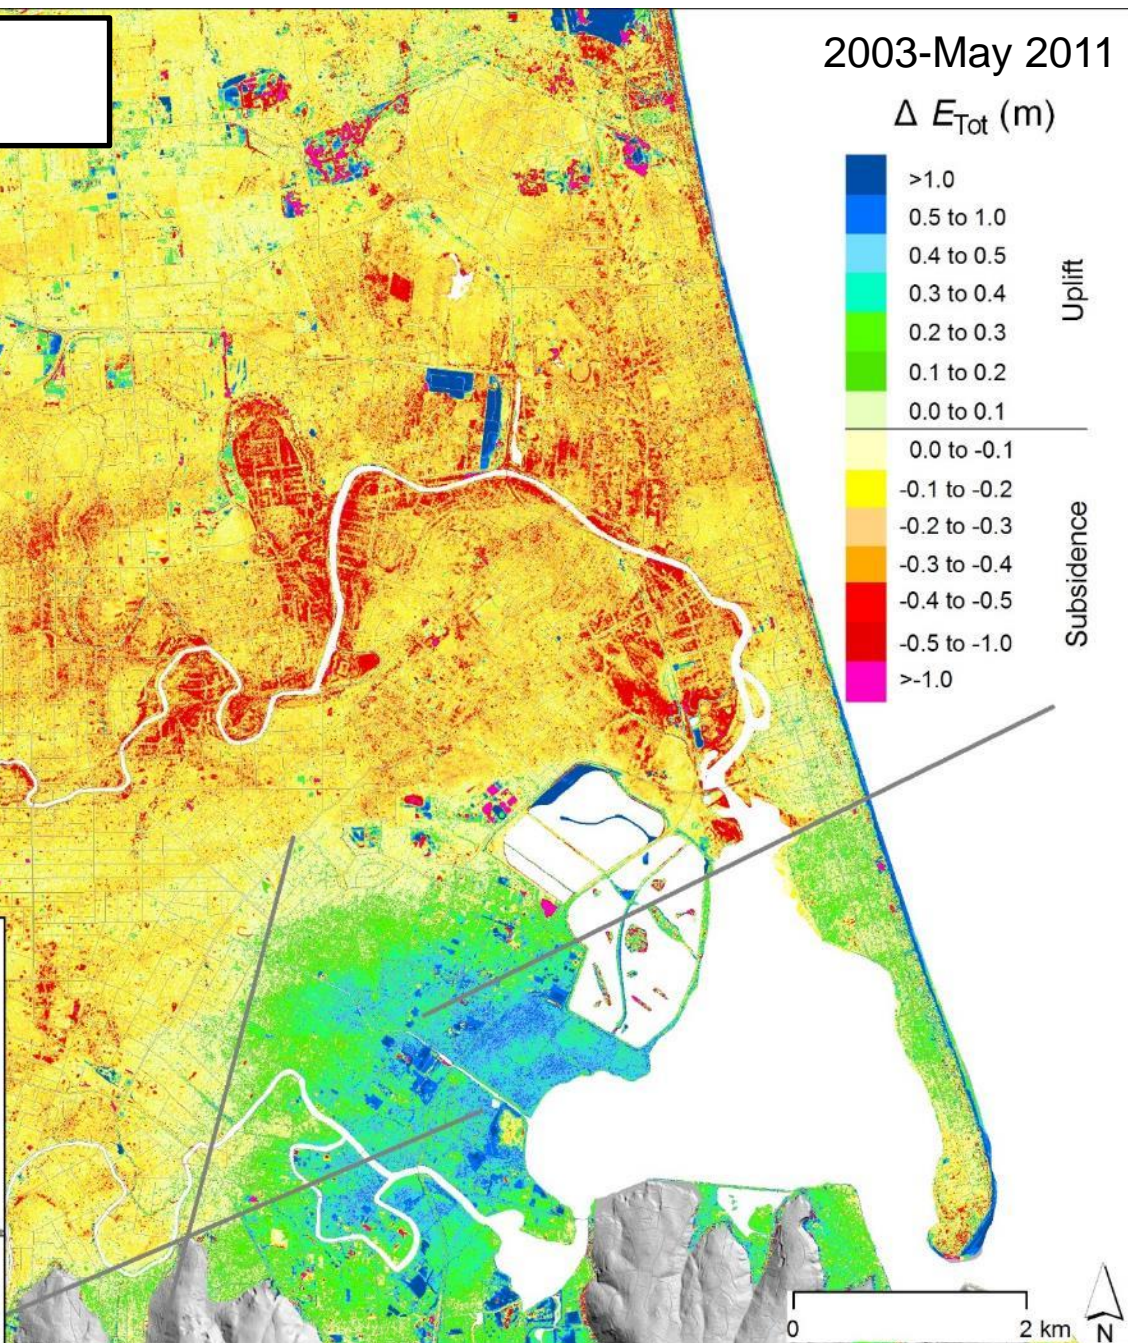 2003-May 2011
Δ E_Tot (m)
>1.0
0.5 to 1.0
0.4 to 0.5
0.3 to 0.4
0.2 to 0.3
0.1 to 0.2
0.0 to 0.1
Uplift
0.0 to -0.1
-0.1 to -0.2
-0.2 to -0.3
-0.3 to -0.4
-0.4 to -0.5
-0.5 to -1.0
>-1.0
Subsidence
0
2 km
N